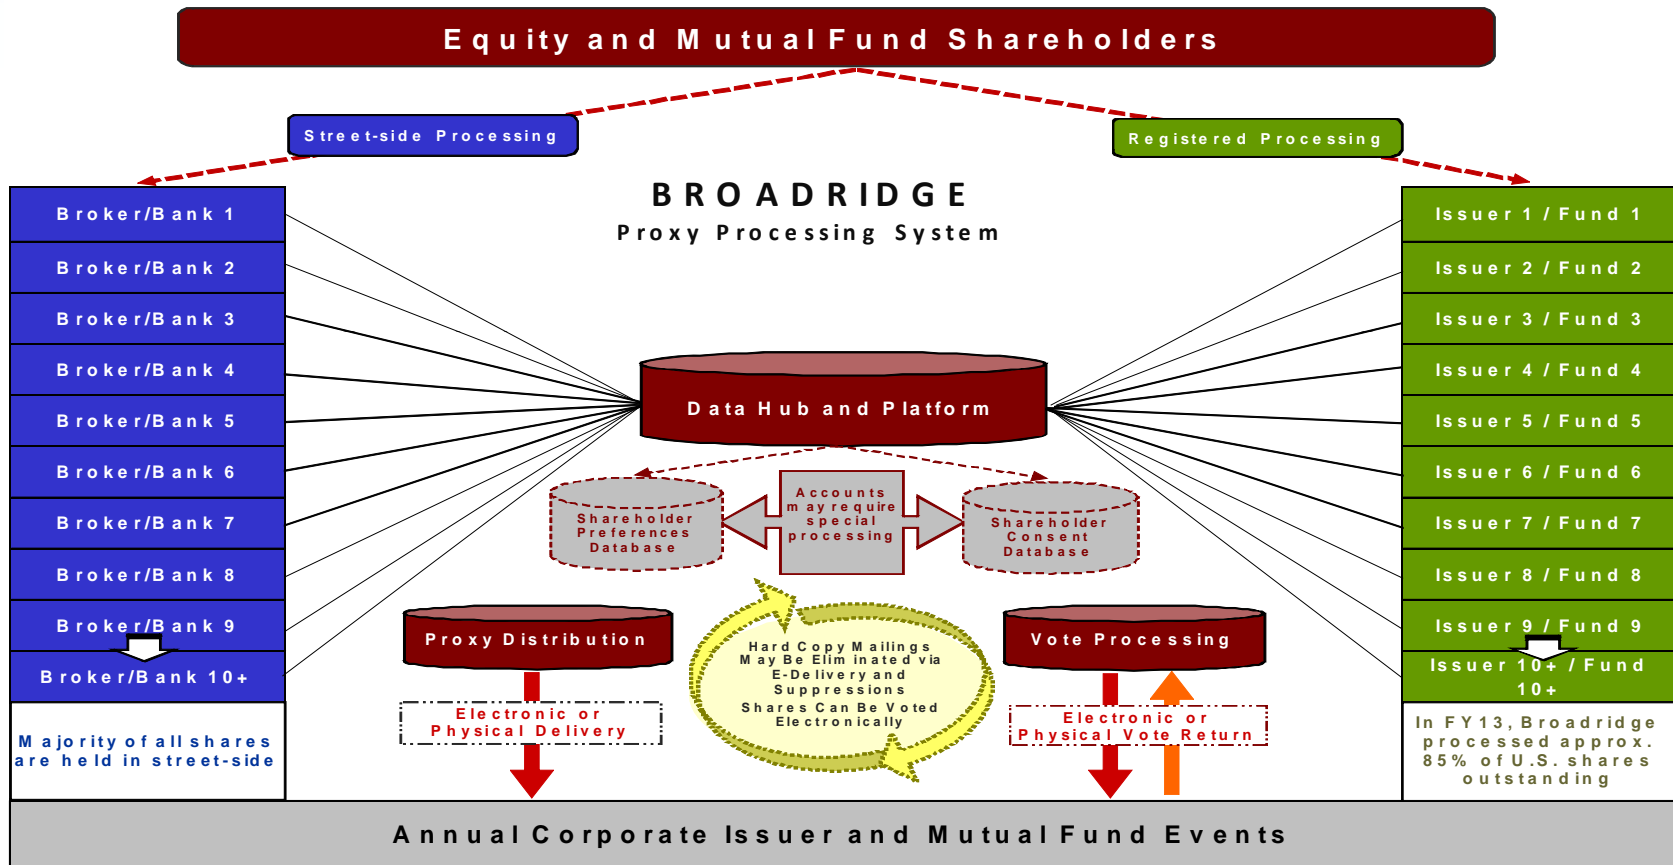 Equity and Mutual Fund Shareholders
Street-side Processing
Registered Processing
BROADRIDGE
Proxy Processing System
Broker/Bank 1
Broker/Bank 2
Broker/Bank 3
Broker/Bank 4
Broker/Bank 5
Broker/Bank 6
Broker/Bank 7
Broker/Bank 8
Broker/Bank 9
Broker/Bank 10+
Majority of all shares
are held in street-side
Data Hub and Platform
Shareholder
Preferences
Database
Accounts
may require
special
processing
Shareholder
Consent
Database
Proxy Distribution
Electronic or
Physical Delivery
Hard Copy Mailings
May Be Eliminated via
E-Delivery and
Suppressions
Shares Can Be Voted
Electronically
Vote Processing
Electronic or
Physical Vote Return
Issuer 1 / Fund 1
Issuer 2 / Fund 2
Issuer 3 / Fund 3
Issuer 4 / Fund 4
Issuer 5 / Fund 5
Issuer 6 / Fund 6
Issuer 7 / Fund 7
Issuer 8 / Fund 8
Issuer 9 / Fund 9
Issuer 10+ / Fund
10+
In FY13, Broadridge
processed approx.
85% of U.S. shares
outstanding
Annual Corporate Issuer and Mutual Fund Events